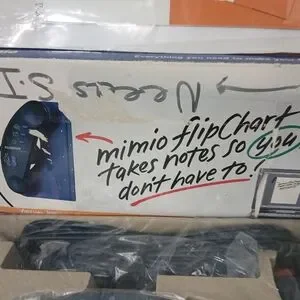 Needs S.I
mimio flipChart
takes notes so you
don't have to!